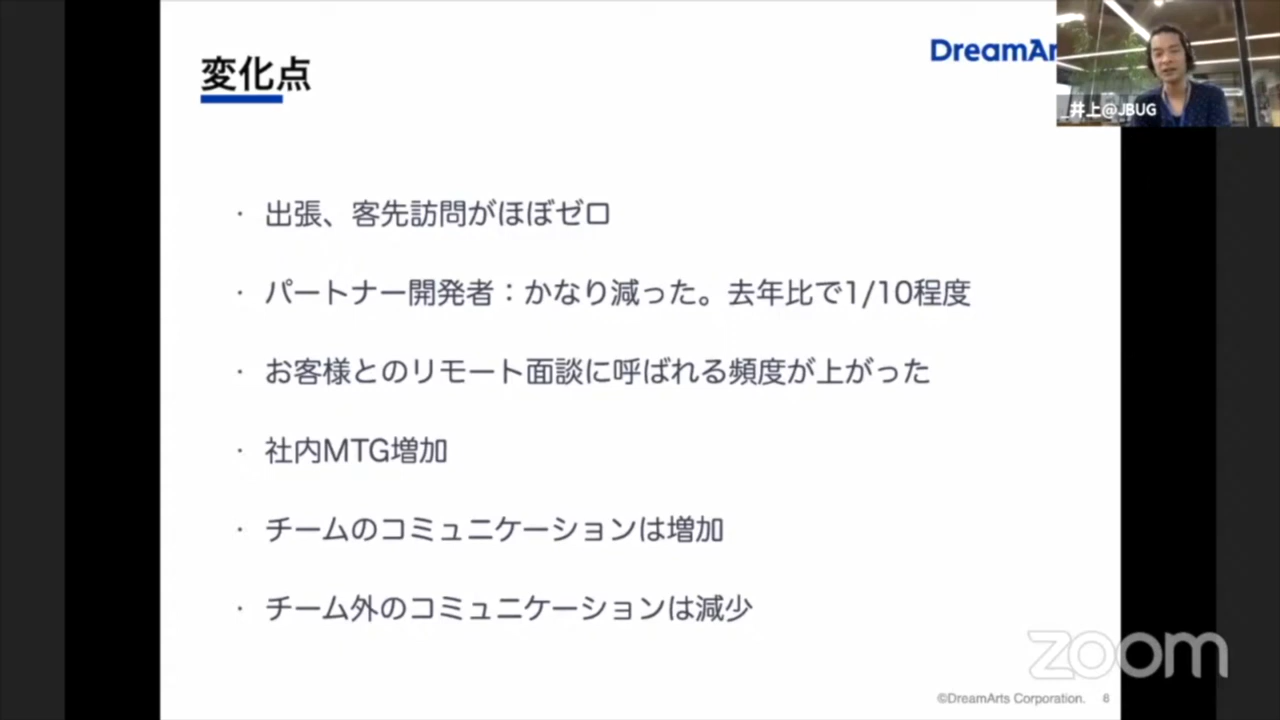 変化点
DreamAr
井上@JBUG
・ 出張、客先訪問がほぼゼロ
・ パートナー開発者：かなり減った。去年比で1/10程度
・ お客様とのリモート面談に呼ばれる頻度が上がった
・ 社内MTG増加
・ チームのコミュニケーションは増加
・ チーム外のコミュニケーションは減少
zoom
©DreamArts Corporation. 6